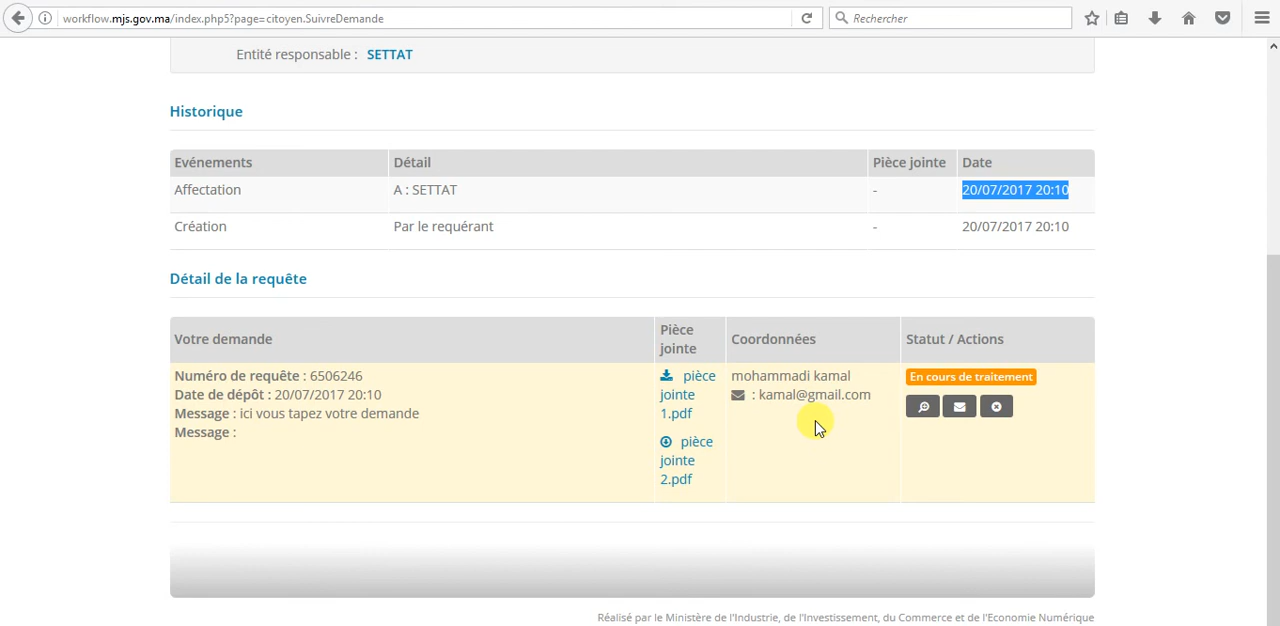 workflow.mjs.gov.ma/index.php5?page=citoyen.SuivreDemande
Rechercher
Entité responsable : SETTAT
Historique
Evénements Détail Pièce jointe Date
Affectation A : SETTAT - 20/07/2017 20:10
Création Par le requérant - 20/07/2017 20:10
Détail de la requête
Votre demande Pièce jointe Coordonnées Statut / Actions
Numéro de requête : 6506246
Date de dépôt : 20/07/2017 20:10
Message : ici vous tapez votre demande
Message :
pièce
jointe
1.pdf
pièce
jointe
2.pdf
mohammadi kamal
: kamal@gmail.com
En cours de traitement
Réalisé par le Ministère de l'Industrie, de l'Investissement, du Commerce et de l'Economie Numérique